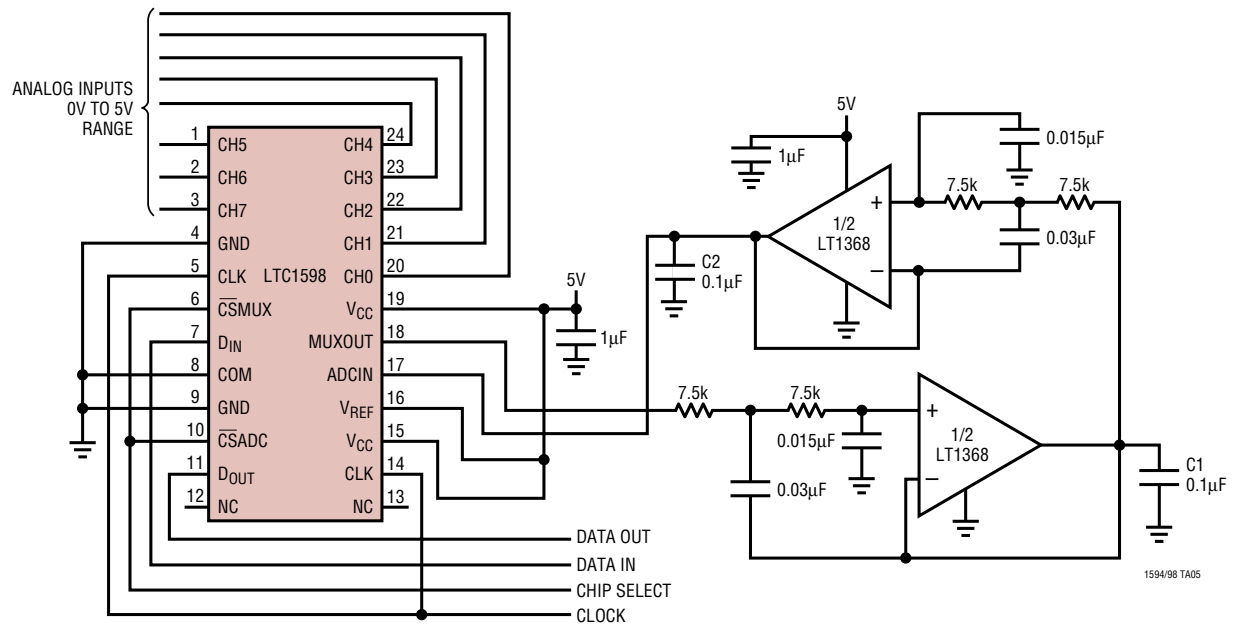 ANALOG INPUTS
0V TO 5V
RANGE
1 CH5
2 CH6
3 CH7
4 GND
5 CLK
6 C̅S̅MUX
7 DIN
8 COM
9 GND
10 C̅S̅ADC
11 DOUT
12 NC
LTC1598
CH4 24
CH3 23
CH2 22
CH1 21
CH0 20
VCC 19
MUXOUT 18
ADCIN 17
VREF 16
VCC 15
CLK 14
NC 13
5V
1µF
5V
1µF
1/2
LT1368
+
–
C2
0.1µF
0.015µF
7.5k
7.5k
0.03µF
7.5k
7.5k
0.015µF
0.03µF
+
–
1/2
LT1368
C1
0.1µF
DATA OUT
DATA IN
CHIP SELECT
CLOCK
1594/98 TA05